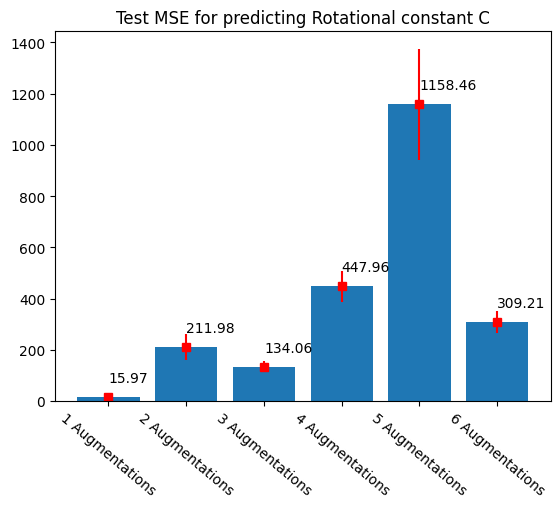 Test MSE for predicting Rotational constant C
1400
1200
1000
800
600
400
200
0
15.97
211.98
134.06
447.96
1158.46
309.21
1 Augmentations
2 Augmentations
3 Augmentations
4 Augmentations
5 Augmentations
6 Augmentations